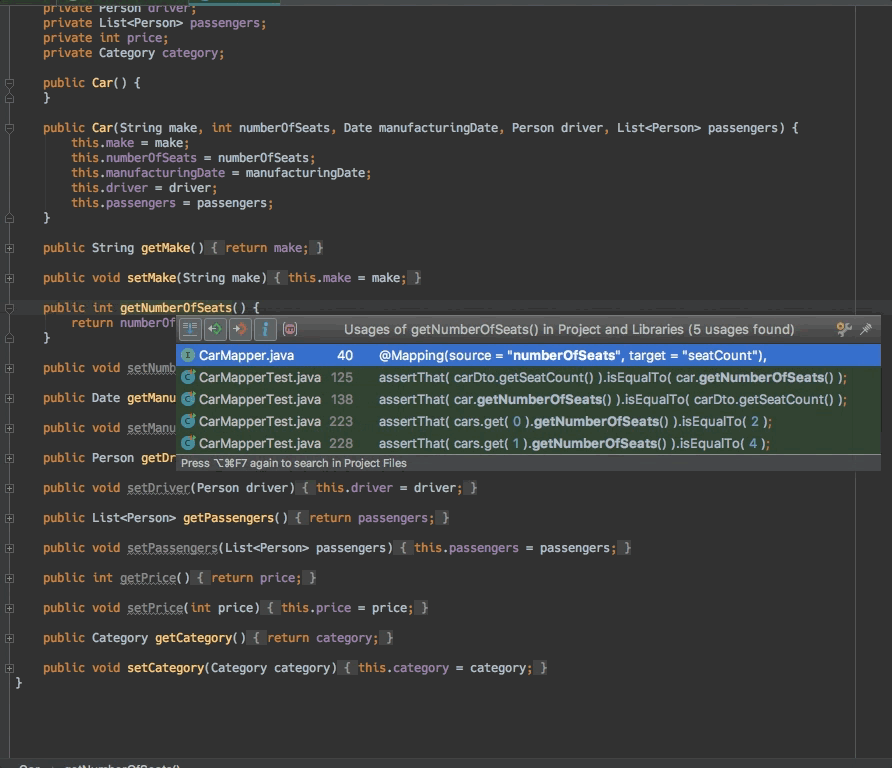 private Person driver;
private List<Person> passengers;
private int price;
private Category category;
public Car() {
}
public Car(String make, int numberOfSeats, Date manufacturingDate, Person driver, List<Person> passengers) {
this.make = make;
this.numberOfSeats = numberOfSeats;
this.manufacturingDate = manufacturingDate;
this.driver = driver;
this.passengers = passengers;
}
public String getMake() { return make; }
public void setMake(String make) { this.make = make; }
public int getNumberOfSeats() {
return numberOf
Usages of getNumberOfSeats() in Project and Libraries (5 usages found)
}
CarMapper.java 40 @Mapping(source = "numberOfSeats", target = "seatCount"),
public void setNumb
CarMapperTest.java 125 assertThat( carDto.getSeatCount() ).isEqualTo( car.getNumberOfSeats() );
public Date getManu
CarMapperTest.java 138 assertThat( car.getNumberOfSeats() ).isEqualTo( carDto.getSeatCount() );
public void setManu
CarMapperTest.java 223 assertThat( cars.get( 0 ).getNumberOfSeats() ).isEqualTo( 2 );
CarMapperTest.java 228 assertThat( cars.get( 1 ).getNumberOfSeats() ).isEqualTo( 4 );
public Person getDr
Press ⌥⌘F7 again to search in Project Files
public void setDriver(Person driver) { this.driver = driver; }
public List<Person> getPassengers() { return passengers; }
public void setPassengers(List<Person> passengers) { this.passengers = passengers; }
public int getPrice() { return price; }
public void setPrice(int price) { this.price = price; }
public Category getCategory() { return category; }
public void setCategory(Category category) { this.category = category; }
}
Car getNumberOfSeats()